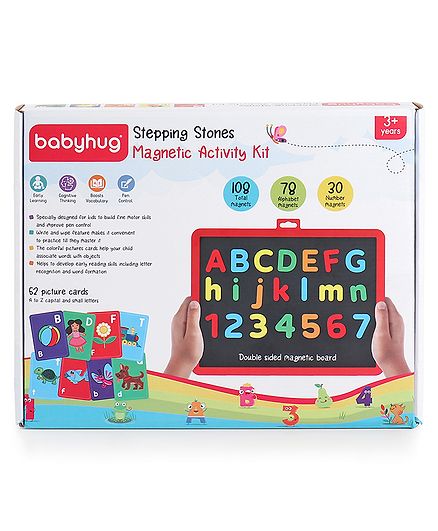 babyhug
Stepping Stones
Magnetic Activity Kit
3+
years
Early
Learning
Cognitive
Thinking
Boosts
Vocabulary
Pen
Control
108
Total
magnets
78
Alphabet
magnets
30
Number
magnets
Specially designed for kids to build fine motor skills
and improve pen control
Write and wipe feature makes it convenient
to practice till they master it
The colorful pictures cards help your child
associate words with objects
Helps to develop early reading skills including letter
recognition and word formation
52 picture cards
A to Z capital and small letters
ABCDEFG
hijklmn
1234567
Double sided magnetic board
B
D
F
T
t
b
d
A
B
3
4